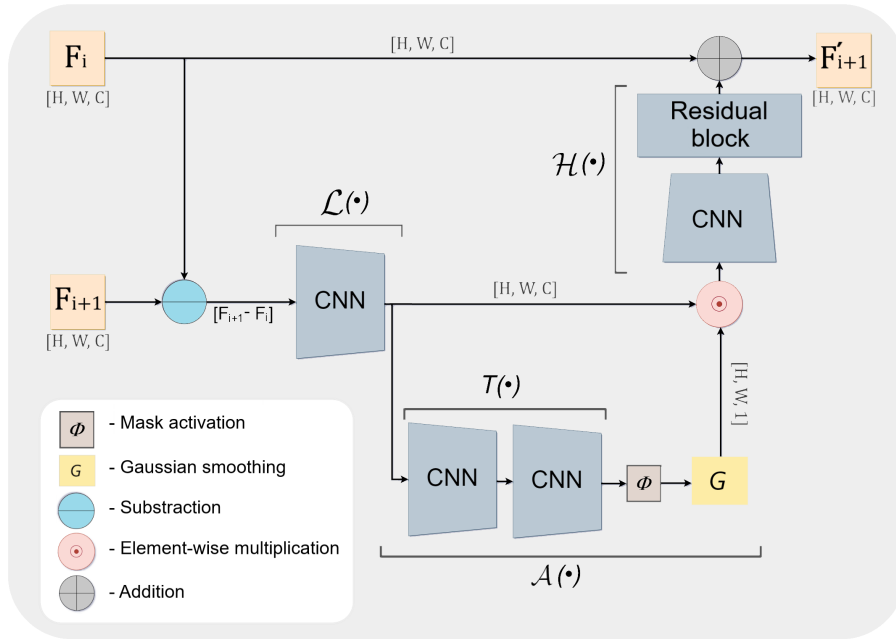 Fᵢ
[H, W, C]
[H, W, C]
F′ᵢ₊₁
[H, W, C]
Residual
block
ℋ(•)
CNN
ℒ(•)
Fᵢ₊₁
[H, W, C]
[Fᵢ₊₁- Fᵢ]
CNN
[H, W, C]
[H, W, 1]
T(•)
CNN
CNN
Φ
G
𝒜(•)
Φ - Mask activation
G - Gaussian smoothing
- Substraction
- Element-wise multiplication
- Addition